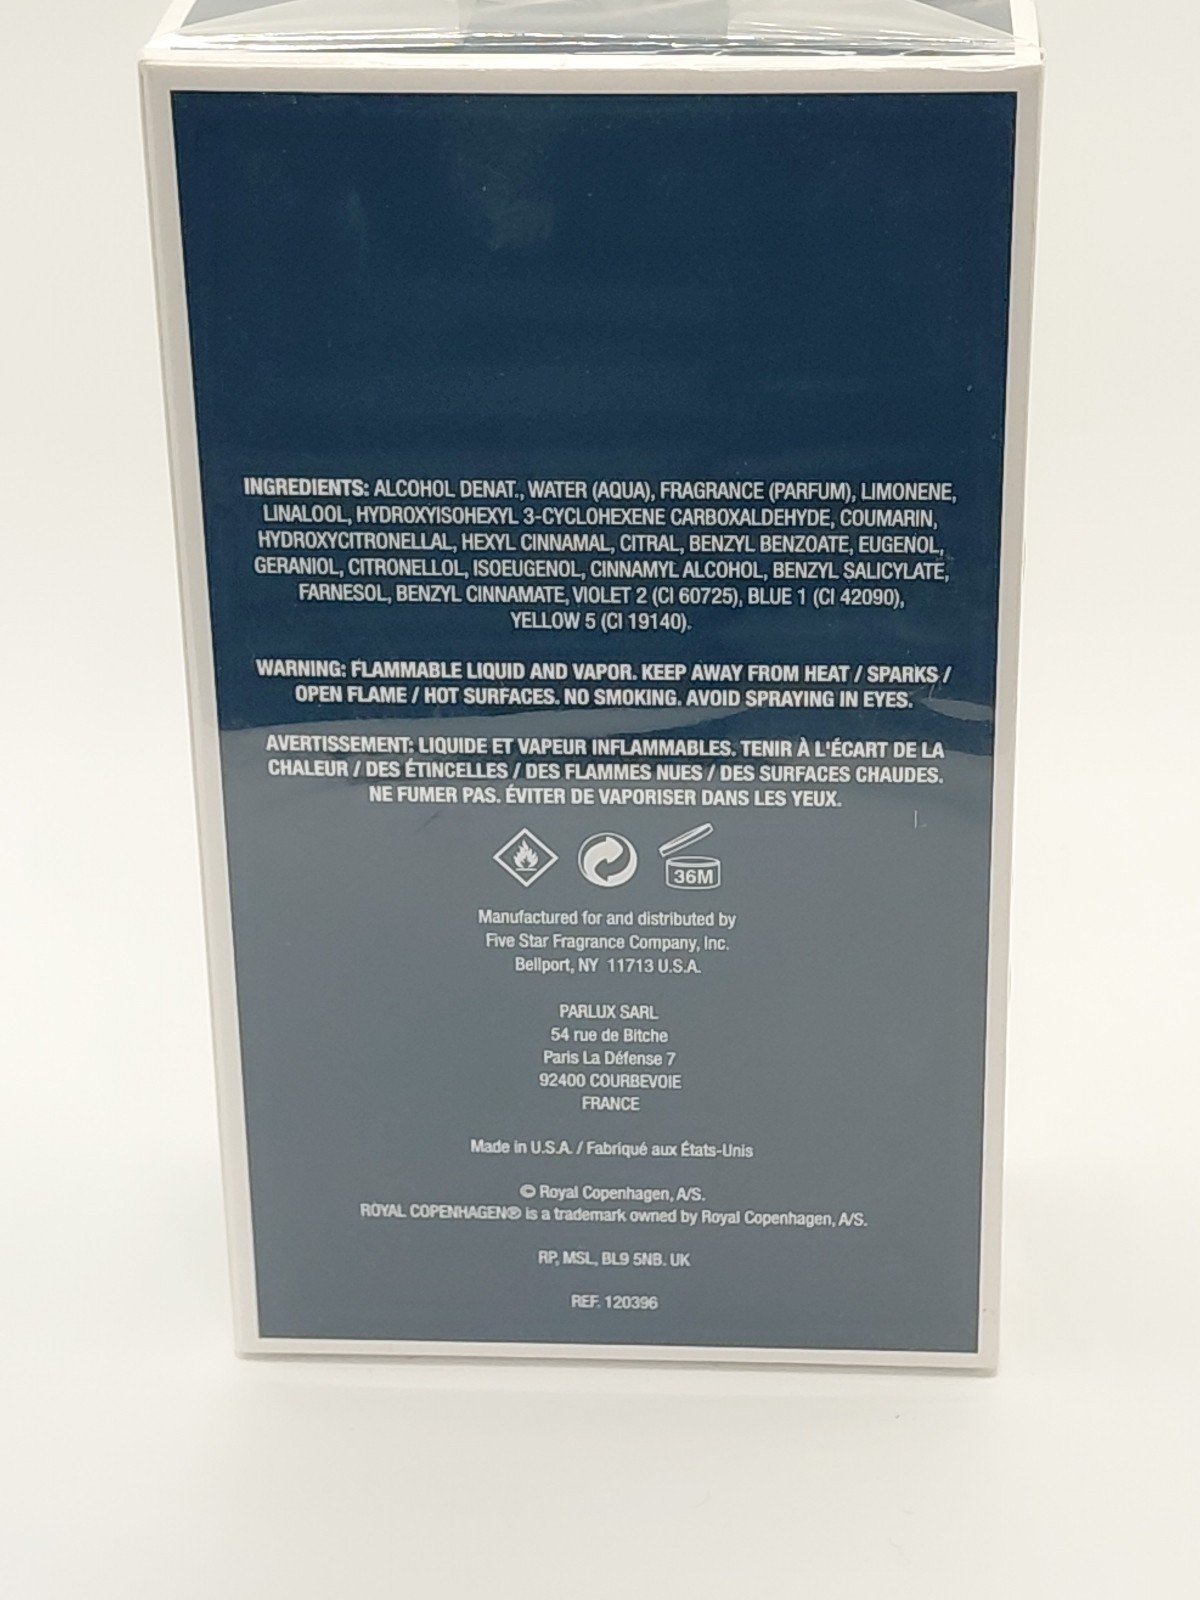 INGREDIENTS: ALCOHOL DENAT., WATER (AQUA), FRAGRANCE (PARFUM), LIMONENE,
LINALOOL, HYDROXYISOHEXYL 3-CYCLOHEXENE CARBOXALDEHYDE, COUMARIN,
HYDROXYCITRONELLAL, HEXYL CINNAMAL, CITRAL, BENZYL BENZOATE, EUGENOL,
GERANIOL, CITRONELLOL, ISOEUGENOL, CINNAMYL ALCOHOL, BENZYL SALICYLATE,
FARNESOL, BENZYL CINNAMATE, VIOLET 2 (CI 60725), BLUE 1 (CI 42090),
YELLOW 5 (CI 19140).
WARNING: FLAMMABLE LIQUID AND VAPOR. KEEP AWAY FROM HEAT / SPARKS /
OPEN FLAME / HOT SURFACES. NO SMOKING. AVOID SPRAYING IN EYES.
AVERTISSEMENT: LIQUIDE ET VAPEUR INFLAMMABLES. TENIR À L'ÉCART DE LA
CHALEUR / DES ÉTINCELLES / DES FLAMMES NUES / DES SURFACES CHAUDES.
NE FUMER PAS. ÉVITER DE VAPORISER DANS LES YEUX.
36M
Manufactured for and distributed by
Five Star Fragrance Company, Inc.
Bellport, NY 11713 U.S.A.
PARLUX SARL
54 rue de Bitche
Paris La Défense 7
92400 COURBEVOIE
FRANCE
Made in U.S.A. / Fabriqué aux États-Unis
© Royal Copenhagen, A/S.
ROYAL COPENHAGEN® is a trademark owned by Royal Copenhagen, A/S.
RP, MSL, BL9 5NB. UK
REF. 120396